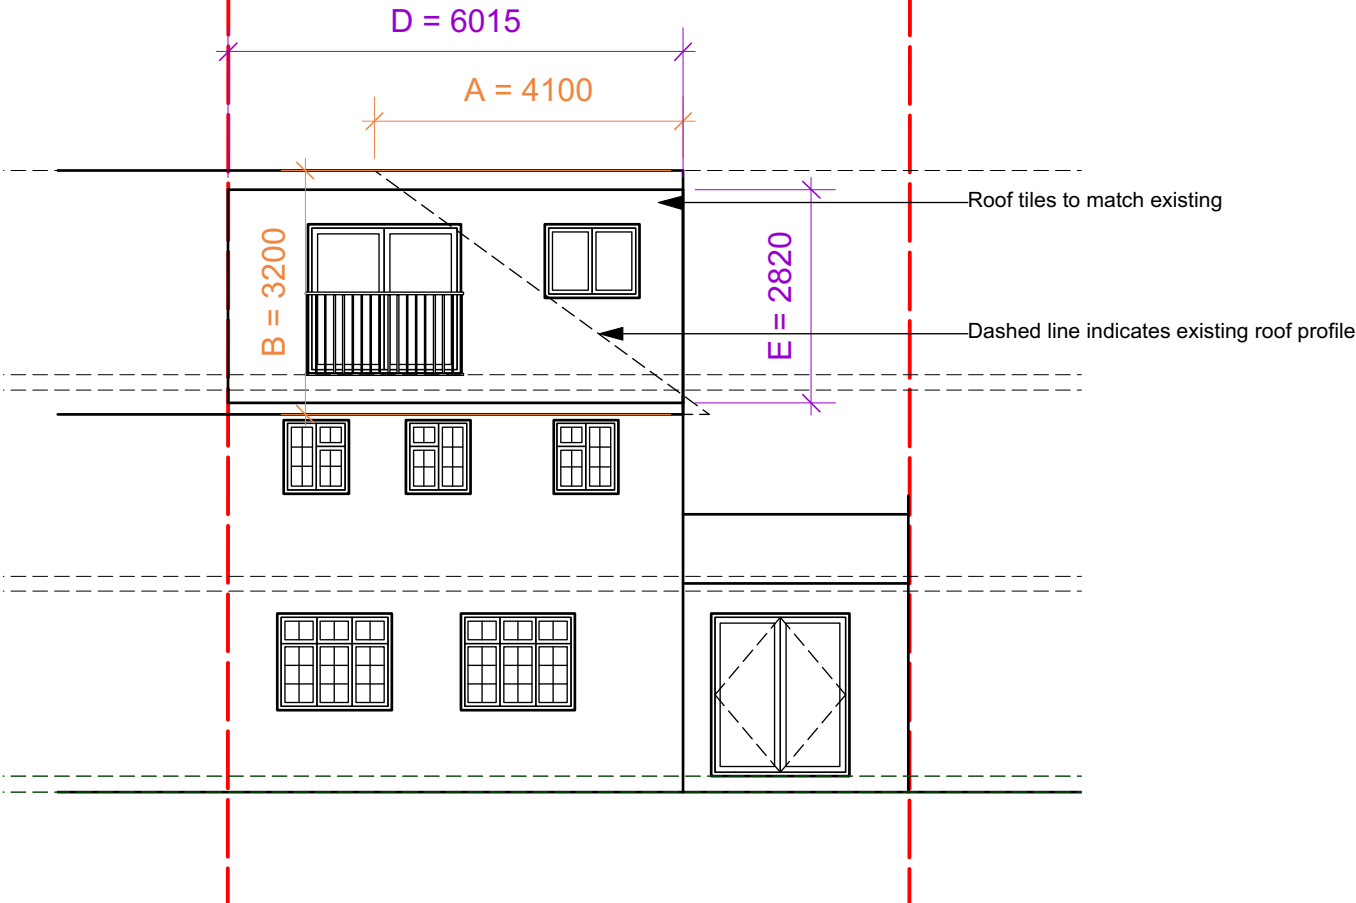 D = 6015
A = 4100
Roof tiles to match existing
B = 3200
E = 2820
Dashed line indicates existing roof profile